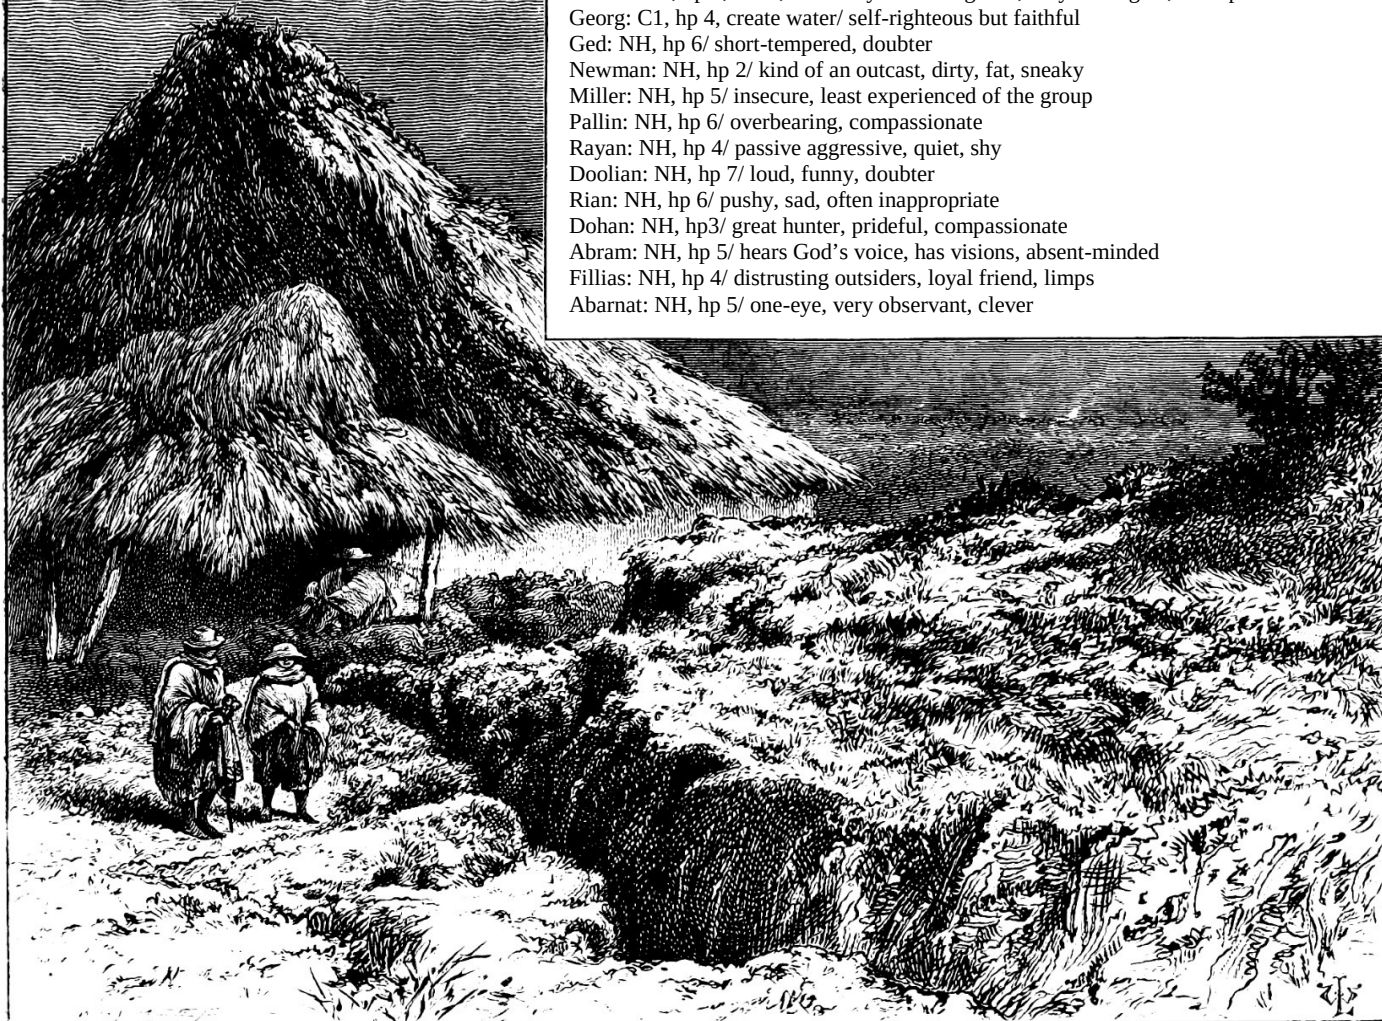 Georg: C1, hp 4, create water/ self-righteous but faithful
Ged: NH, hp 6/ short-tempered, doubter
Newman: NH, hp 2/ kind of an outcast, dirty, fat, sneaky
Miller: NH, hp 5/ insecure, least experienced of the group
Pallin: NH, hp 6/ overbearing, compassionate
Rayan: NH, hp 4/ passive aggressive, quiet, shy
Doolian: NH, hp 7/ loud, funny, doubter
Rian: NH, hp 6/ pushy, sad, often inappropriate
Dohan: NH, hp3/ great hunter, prideful, compassionate
Abram: NH, hp 5/ hears God’s voice, has visions, absent-minded
Fillias: NH, hp 4/ distrusting outsiders, loyal friend, limps
Abarnat: NH, hp 5/ one-eye, very observant, clever